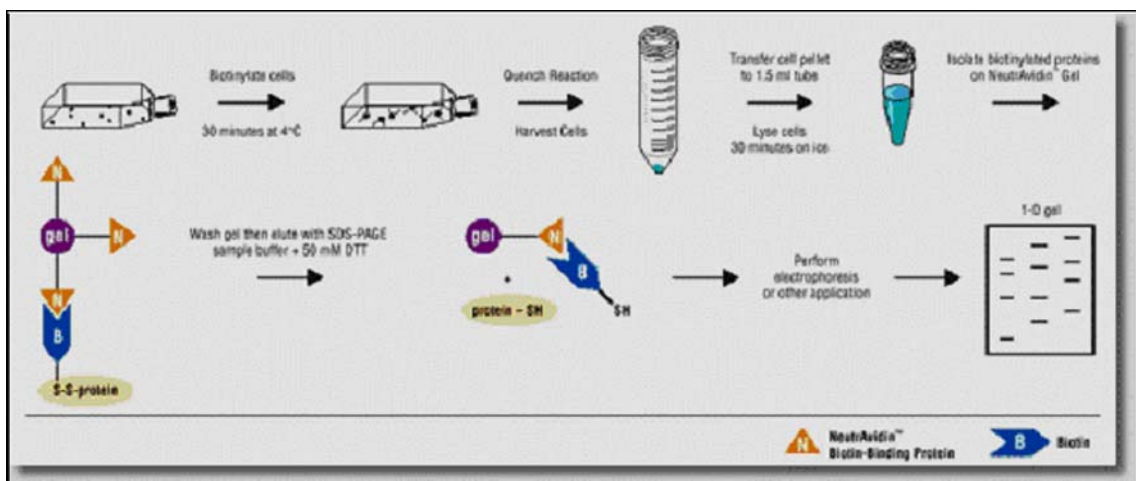 Biotinylate cells
30 minutes at 4°C
Quench Reaction
Harvest Cells
Transfer cell pellet
to 1.5 ml tube
Lyse cells
30 minutes on ice
Isolate biotinylated proteins
on NeutrAvidin™ Gel
N
gel
N
N
B
S-S-protein
Wash gel then elute with SDS-PAGE
sample buffer + 50 mM DTT
gel
N
B
SH
+
protein – SH
Perform
electrophoresis
or other application
1-D gel
N
NeutrAvidin™
Biotin-Binding Protein
B
Biotin